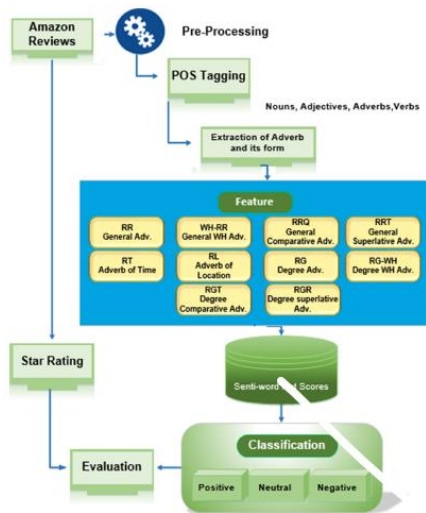 Amazon
Reviews
Pre-Processing
POS Tagging
Nouns, Adjectives, Adverbs,Verbs
Extraction of Adverb
and its form
Feature
RR
General Adv.
WH-RR
General WH Adv.
RRQ
General
Comparative Adv.
RRT
General
Superlative Adv.
RT
Adverb of Time
RL
Adverb of
Location
RG
Degree Adv.
RG-WH
Degree WH Adv.
RGT
Degree
Comparative Adv.
RGR
Degree superlative
Adv.
Star Rating
Senti-word Scores
Classification
Evaluation
Positive
Neutral
Negative